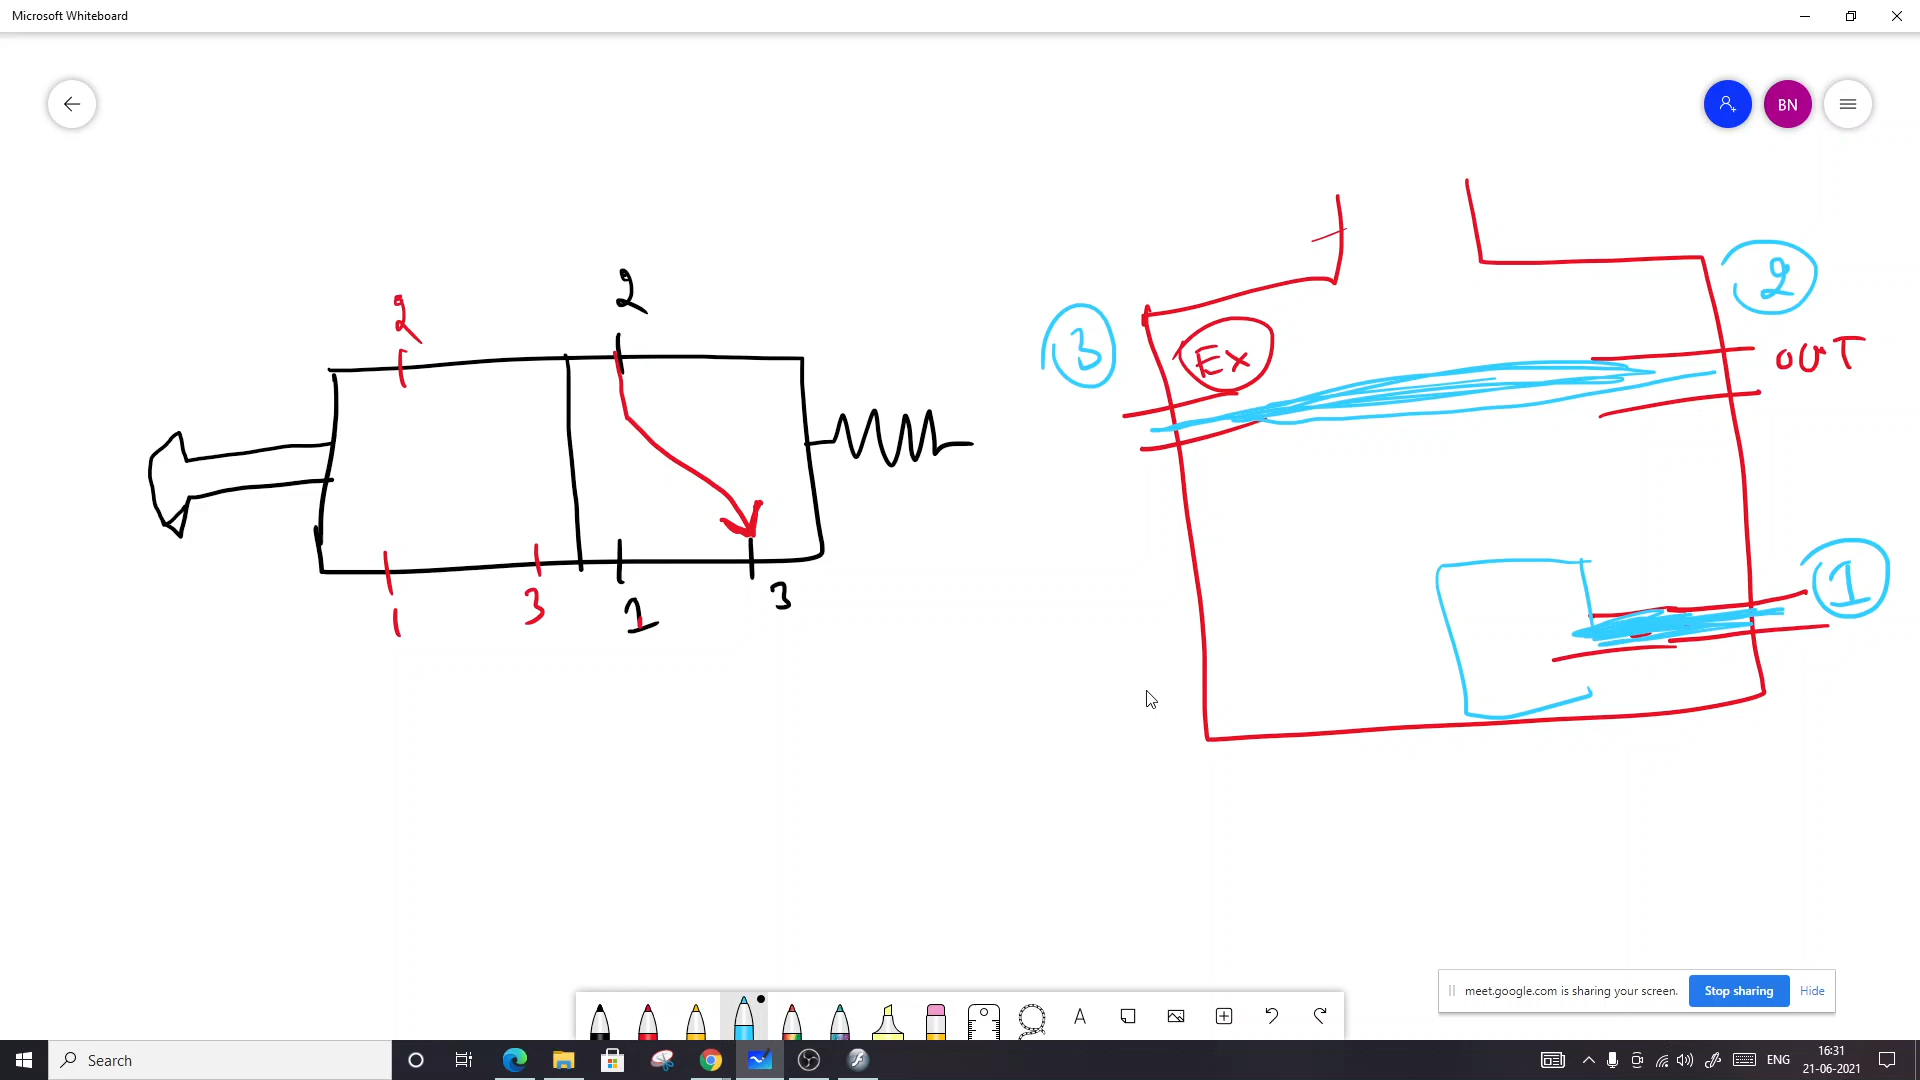 Microsoft Whiteboard
BN
2
2
1
3
1
3
3
Ex
2
OUT
1
meet.google.com is sharing your screen.
Stop sharing
Hide
A
Search
ENG
16:31
21-06-2021